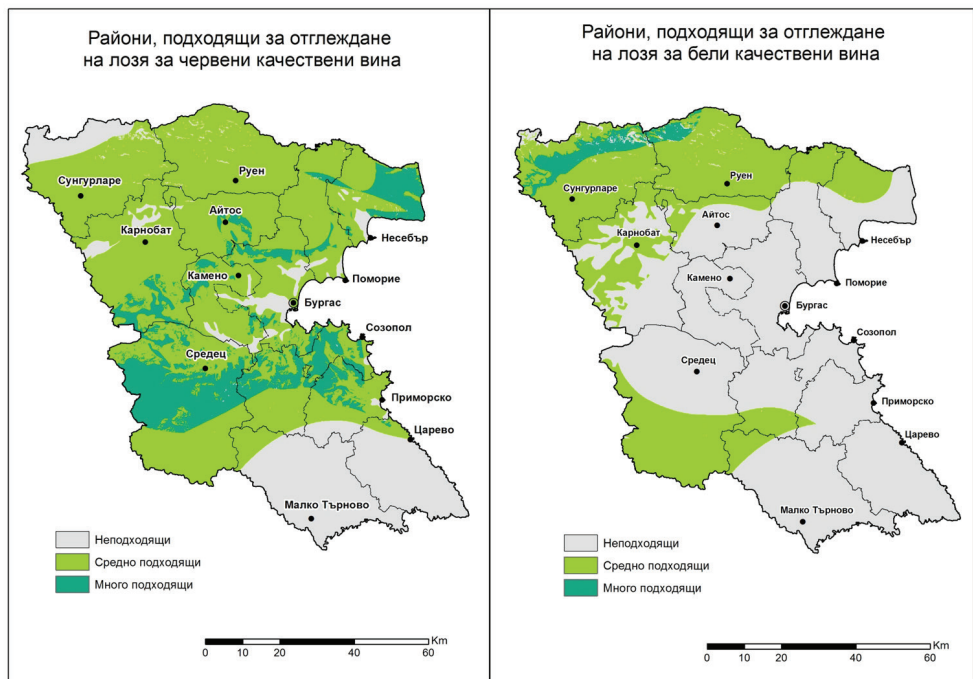 Райони, подходящи за отглеждане
на лозя за червени качествени вина
Руен
Сунгурларе
Айтос
Карнобат
Несебър
Камено
Поморие
Бургас
Созопол
Средец
Приморско
Царево
Малко Търново
Неподходящи
Средно подходящи
Много подходящи
Km
0 10 20 40 60
Райони, подходящи за отглеждане
на лозя за бели качествени вина
Руен
Сунгурларе
Айтос
Карнобат
Несебър
Камено
Поморие
Бургас
Созопол
Средец
Приморско
Царево
Малко Търново
Неподходящи
Средно подходящи
Много подходящи
Km
0 10 20 40 60